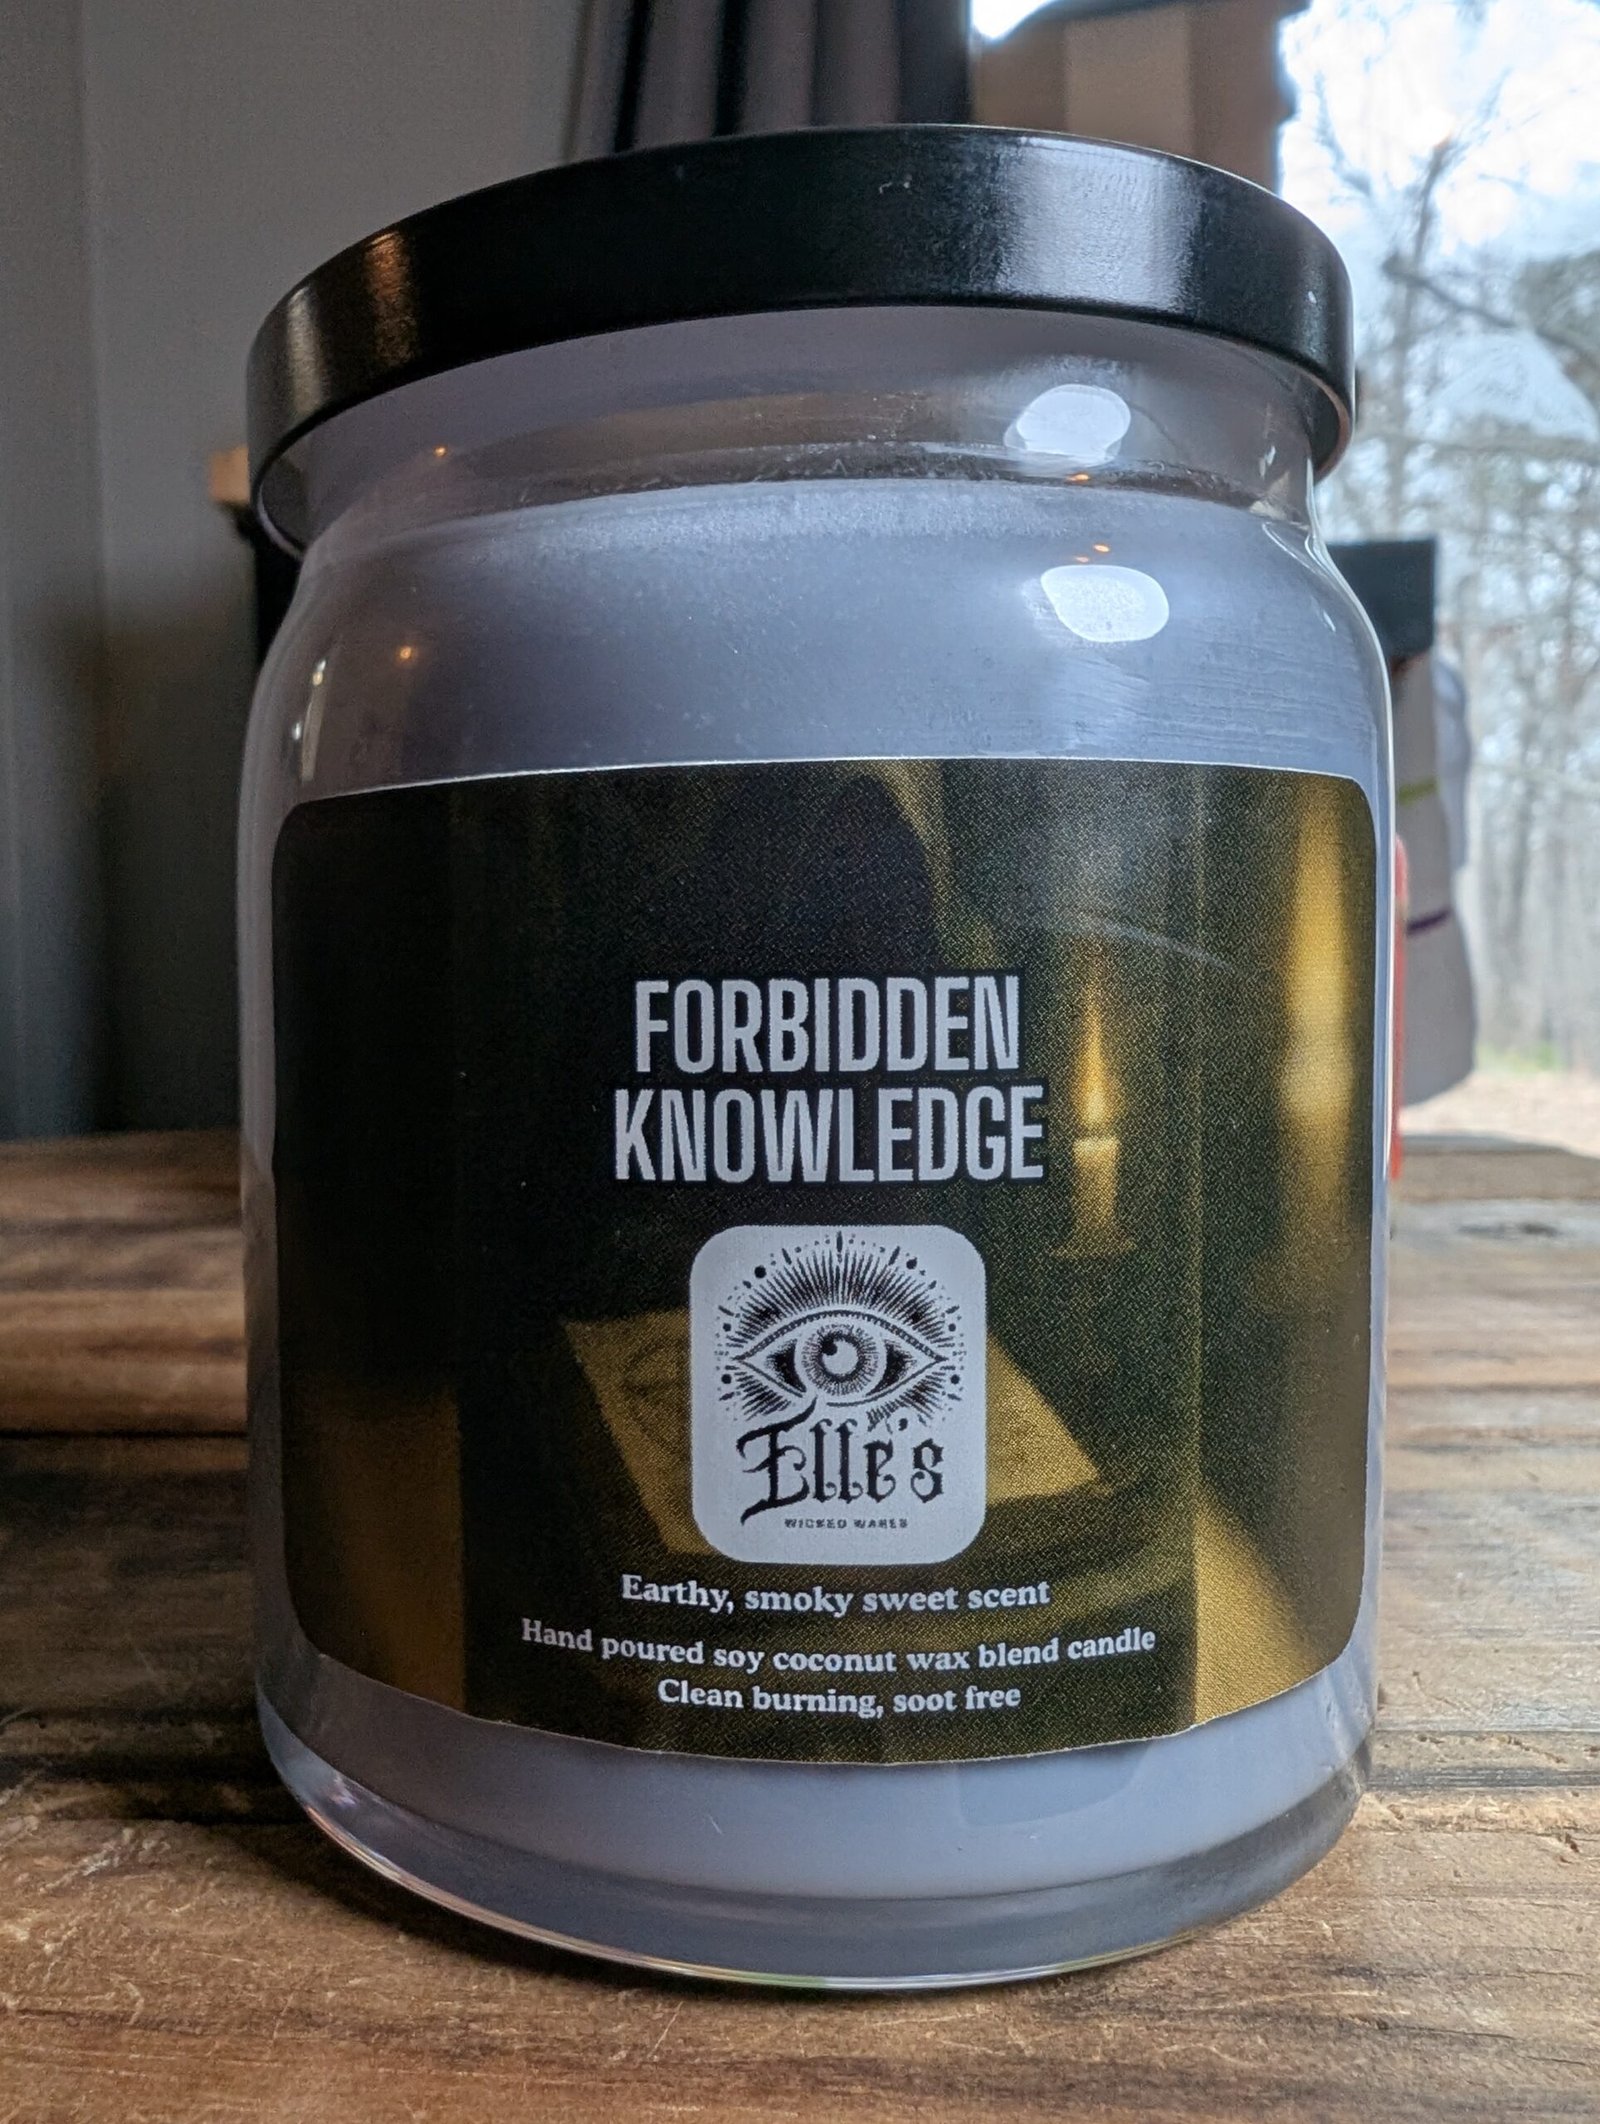 FORBIDDEN
KNOWLEDGE
Elle's
WICKED WARES
Earthy, smoky sweet scent
Hand poured soy coconut wax blend candle
Clean burning, soot free